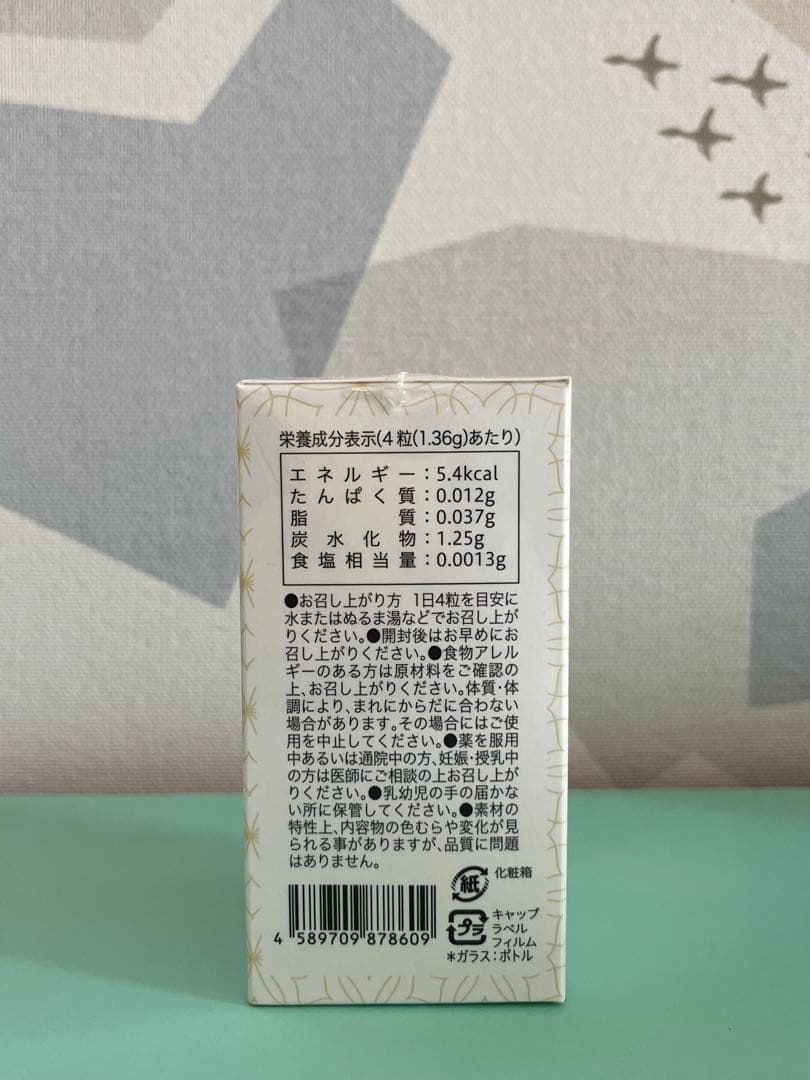 栄養成分表示(4粒(1.36g)あたり)
エネルギー:5.4kcal
たんぱく質:0.012g
脂質:0.037g
炭水化物:1.25g
食塩相当量:0.0013g
●お召し上がり方 1日4粒を目安に
水またはぬるま湯などでお召し上が
りください。●開封後はお早めにお
召し上がりください。●食物アレル
ギーのある方は原材料をご確認の
上、お召し上がりください。体質・体
調により、まれにからだに合わない
場合があります。その場合にはご使
用を中止してください。●薬を服用
中あるいは通院中の方、妊娠・授乳中
の方は医師にご相談の上お召し上が
りください。●乳幼児の手の届かな
い所に保管してください。●素材の
特性上、内容物の色むらや変化が見
られる事がありますが、品質に問題
はありません。
紙 化粧箱
プラ キャップ
ラベル
フィルム
*ガラス:ボトル
4 589709 878609